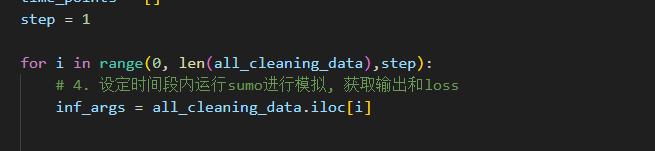 step = 1
for i in range(0, len(all_cleaning_data),step):
# 4. 设定时间段内运行sumo进行模拟, 获取输出和loss
inf_args = all_cleaning_data.iloc[i]